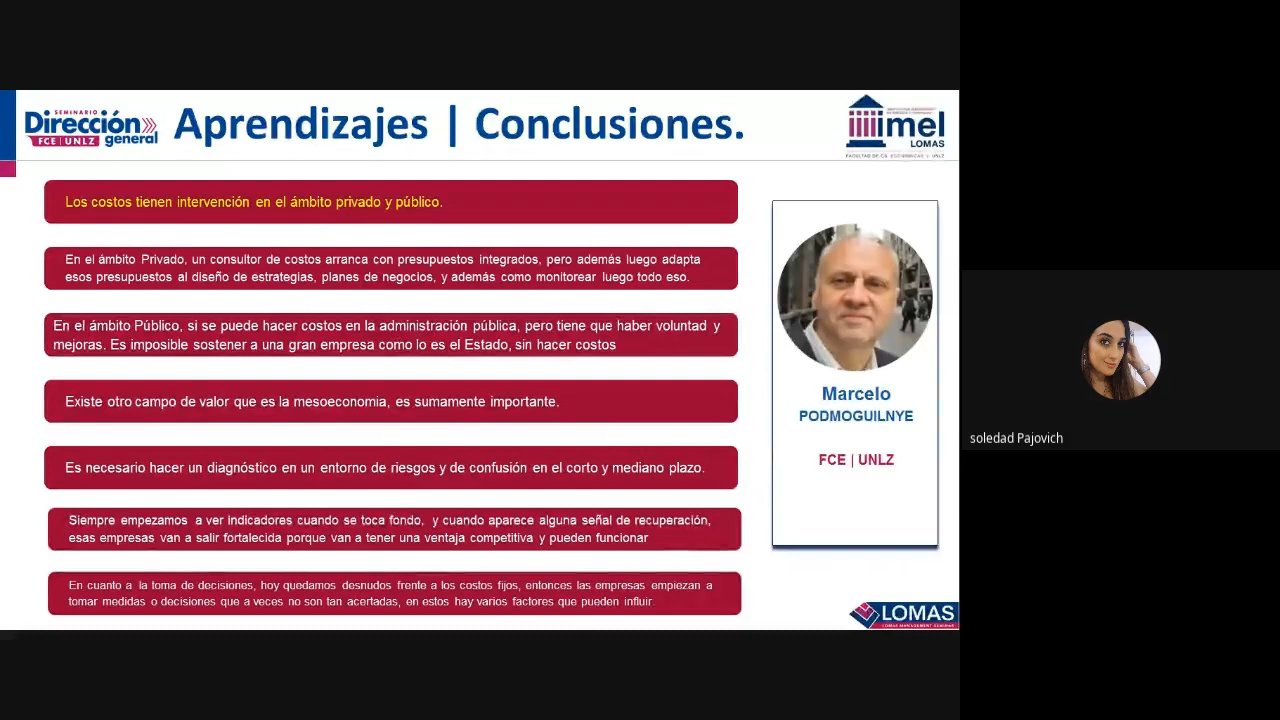 SEMINARIO
Dirección
general
FCE | UNLZ
Aprendizajes | Conclusiones.
imel
LOMAS
Los costos tienen intervención en el ámbito privado y público.
En el ámbito Privado, un consultor de costos arranca con presupuestos integrados, pero además luego adapta
esos presupuestos al diseño de estrategias, planes de negocios, y además como monitorear luego todo eso.
En el ámbito Público, si se puede hacer costos en la administración pública, pero tiene que haber voluntad y
mejoras. Es imposible sostener a una gran empresa como lo es el Estado, sin hacer costos
Existe otro campo de valor que es la mesoeconomia, es sumamente importante.
Es necesario hacer un diagnóstico en un entorno de riesgos y de confusión en el corto y mediano plazo.
Siempre empezamos a ver Indicadores cuando se toca fondo, y cuando aparece alguna señal de recuperación,
esas empresas van a salir fortalecida porque van a tener una ventaja competitiva y pueden funcionar
En cuanto a la toma de decisiones, hoy quedamos desnudos frente a los costos fijos, entonces las empresas empiezan a
tomar medidas o decisiones que a veces no son tan acertadas, en estos hay varios factores que pueden influir.
Marcelo
PODMOGUILNYE
FCE | UNLZ
LOMAS
LOMAS MANAGEMENT SEMINAR
soledad Pajovich